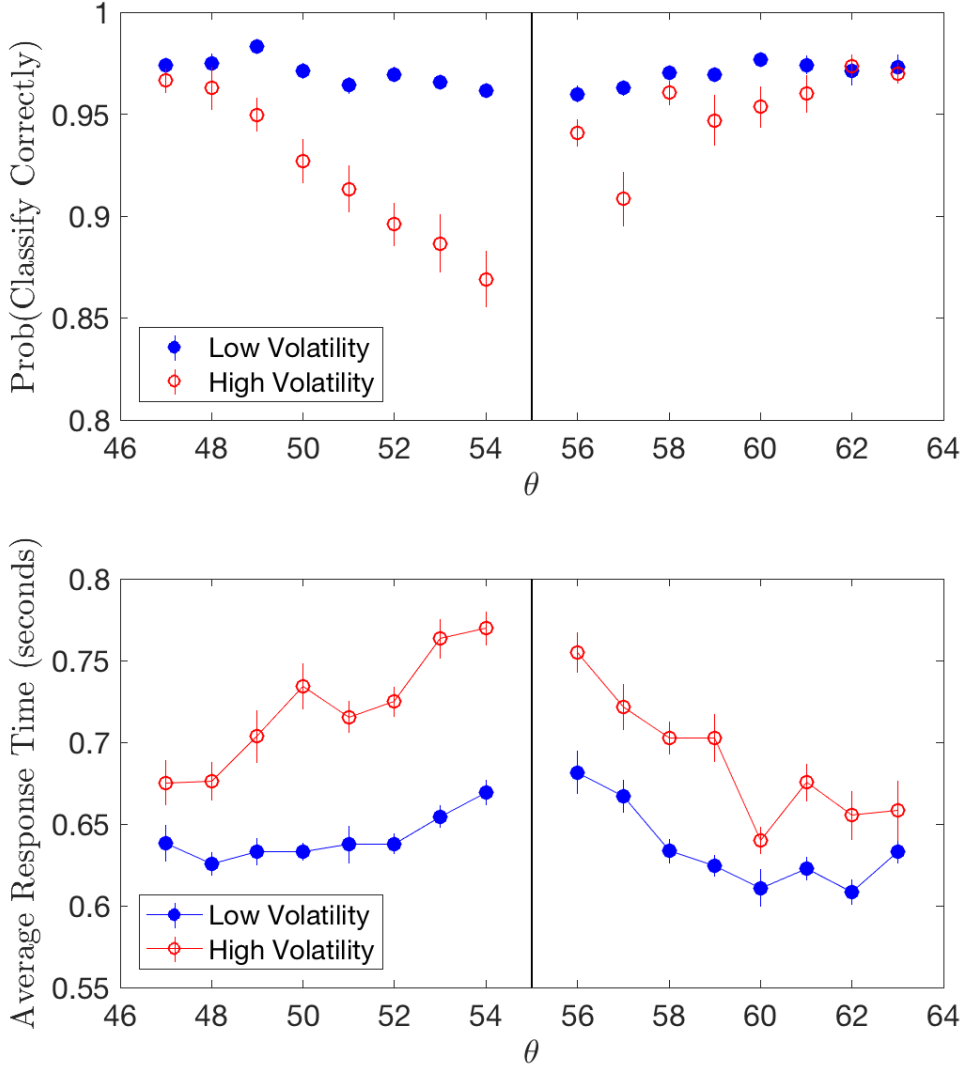 Prob(Classify Correctly)
1
0.95
0.9
0.85
0.8
Low Volatility
High Volatility
46 48 50 52 54 56 58 60 62 64
θ
Average Response Time (seconds)
0.8
0.75
0.7
0.65
0.6
0.55
Low Volatility
High Volatility
46 48 50 52 54 56 58 60 62 64
θ